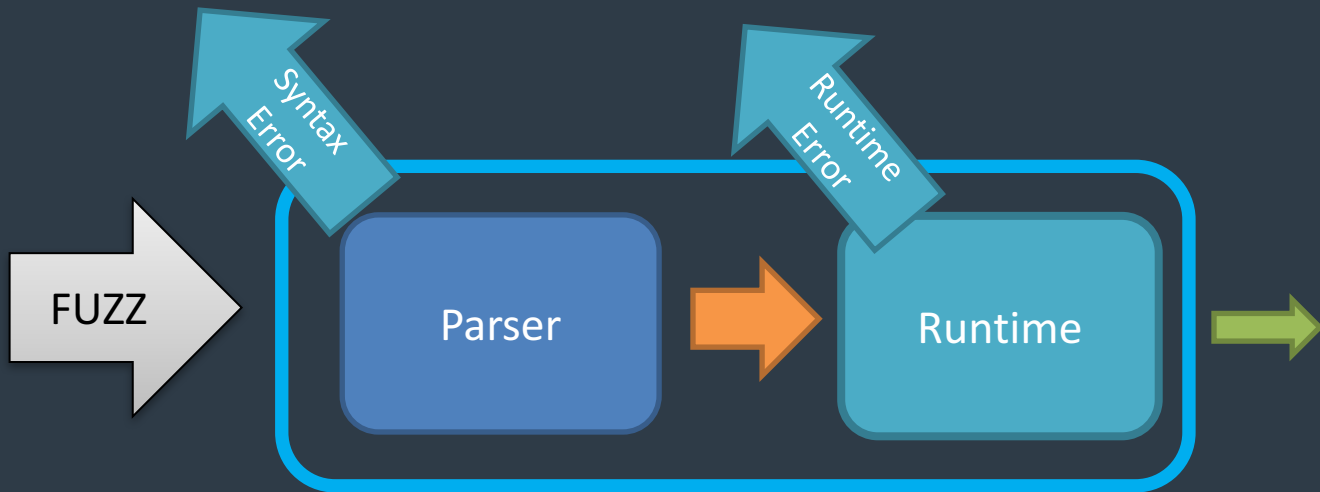 Syntax
Error
Runtime
Error
FUZZ
Parser
Runtime